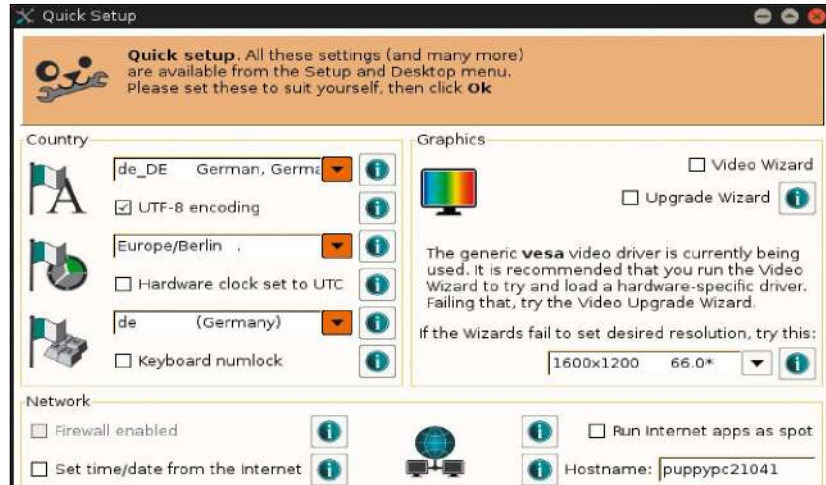 Quick Setup
Quick setup. All these settings (and many more)
are available from the Setup and Desktop menu.
Please set these to suit yourself, then click Ok
Country
de_DE German, Germa
UTF-8 encoding
Europe/Berlin .
Hardware clock set to UTC
de (Germany)
Keyboard numlock
Graphics
Video Wizard
Upgrade Wizard
The generic vesa video driver is currently being
used. It is recommended that you run the Video
Wizard to try and load a hardware-specific driver.
Failing that, try the Video Upgrade Wizard.
If the Wizards fail to set desired resolution, try this:
1600x1200 66.0*
Network
Firewall enabled
Set time/date from the Internet
Run Internet apps as spot
Hostname: puppypc21041